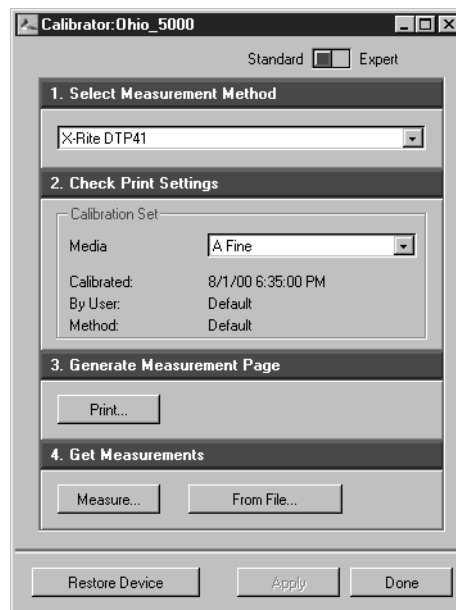 Calibrator:Ohio_5000
Standard Expert
1. Select Measurement Method
X-Rite DTP41
2. Check Print Settings
Calibration Set
Media A Fine
Calibrated: 8/1/00 6:35:00 PM
By User: Default
Method: Default
3. Generate Measurement Page
Print...
4. Get Measurements
Measure... From File...
Restore Device Apply Done